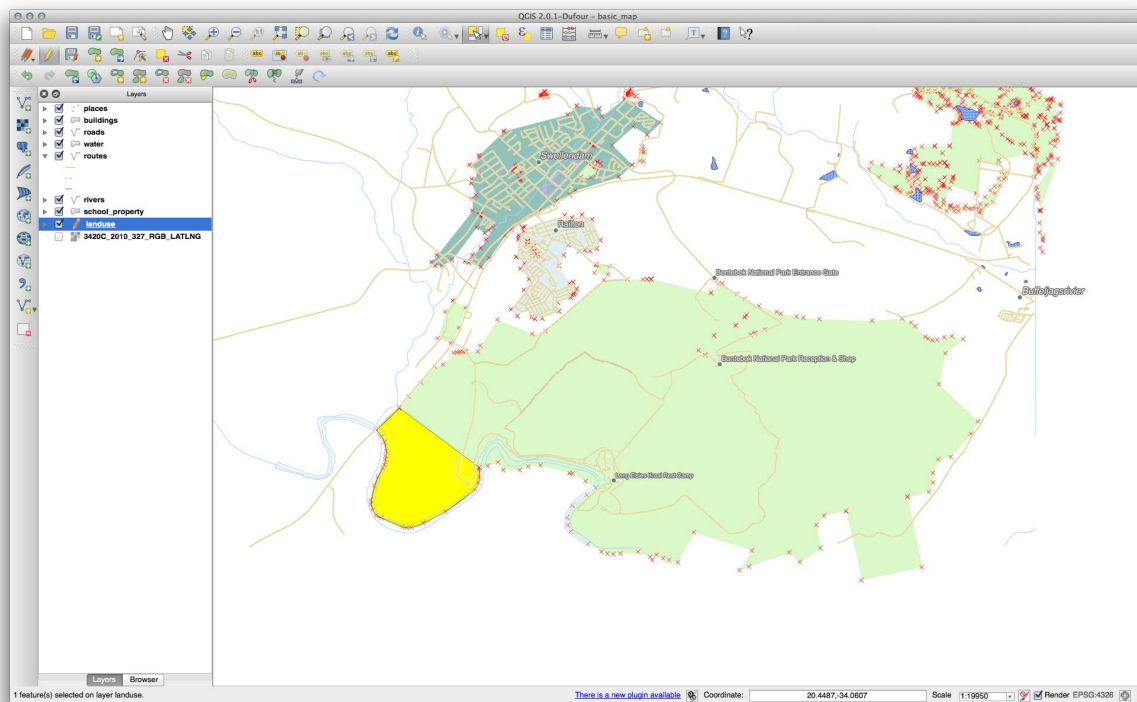 QGIS 2.0.1-Dufour - basic_map
Layers
places
buildings
roads
water
routes
rivers
school_property
landuse
3420C_2010_327_RGB_LATLNG
Swellendam
Railton
Bontebok National Park Entrance Gate
Buffeljagsrivier
Bontebok National Park Reception & Shop
Lang Elsies Kraal Rest Camp
Layers Browser
1 feature(s) selected on layer landuse.
There is a new plugin available Coordinate: 20.4487,-34.0607 Scale 1:19950 Render EPSG:4326